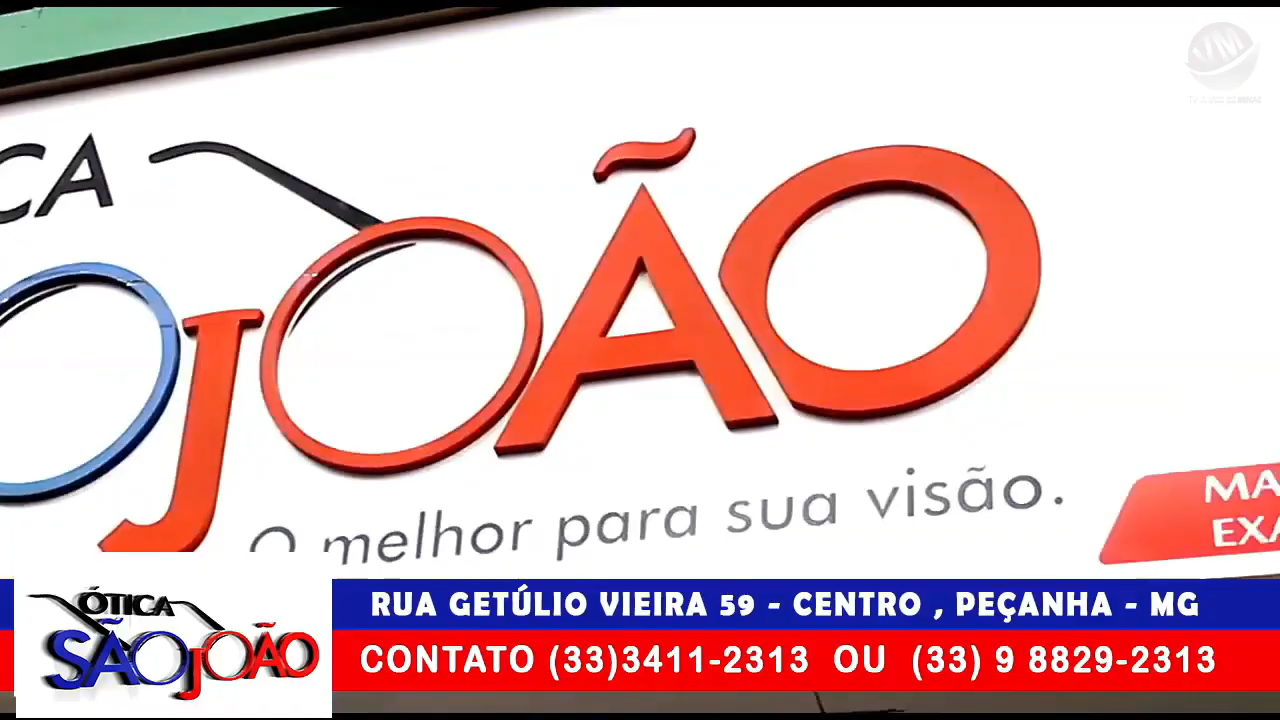 VM
CA
JOÃO
O melhor para sua visão.
MA
EXA
ÓTICA
SÃO JOÃO
RUA GETÚLIO VIEIRA 59 - CENTRO , PEÇANHA - MG
CONTATO (33)3411-2313 OU (33) 9 8829-2313